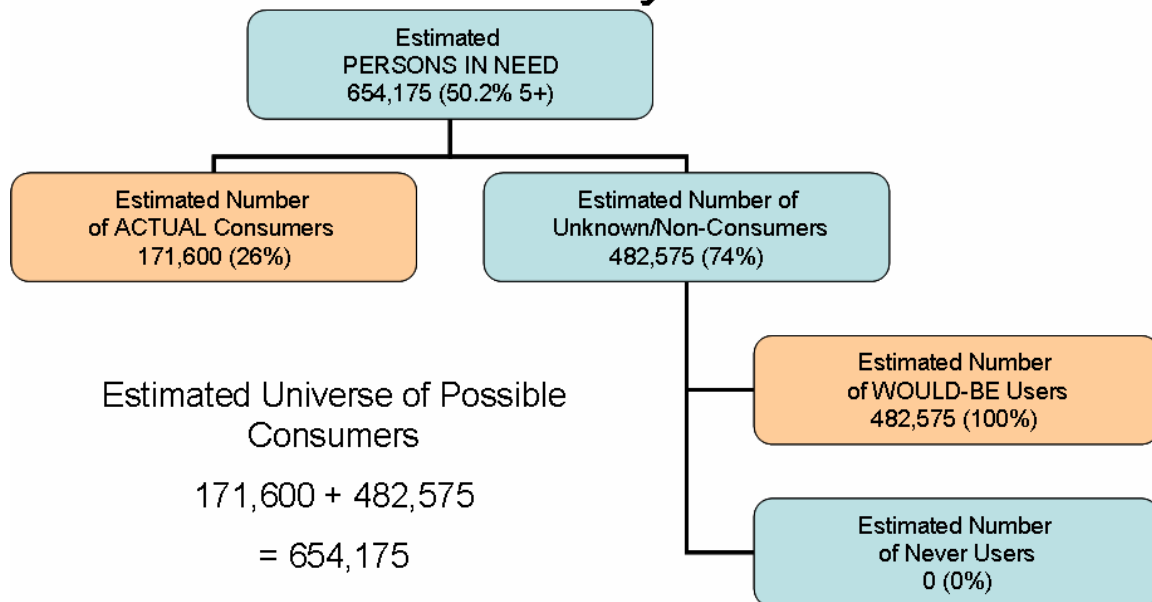 Estimated
PERSONS IN NEED
654,175 (50.2% 5+)
Estimated Number
of ACTUAL Consumers
171,600 (26%)
Estimated Number of
Unknown/Non-Consumers
482,575 (74%)
Estimated Number
of WOULD-BE Users
482,575 (100%)
Estimated Universe of Possible
Consumers
171,600 + 482,575
= 654,175
Estimated Number
of Never Users
0 (0%)